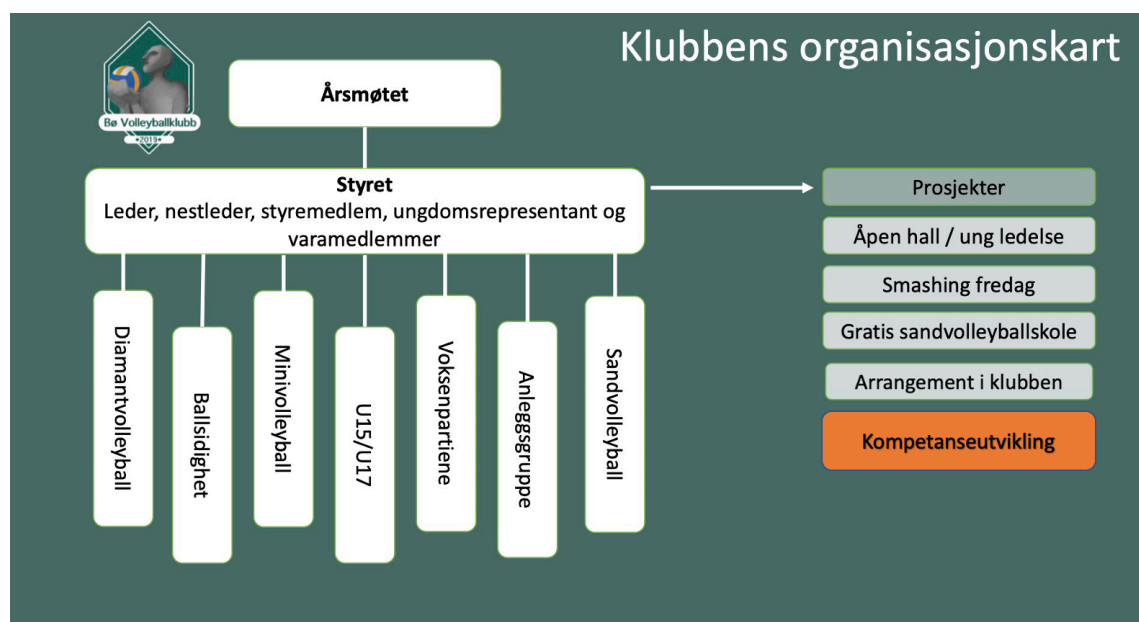 Klubbens organisasjonskart
Bø Volleyballklubb
•2019•
Årsmøtet
Styret
Leder, nestleder, styremedlem, ungdomsrepresentant og
varamedlemmer
Diamantvolleyball
Ballsidighet
Minivolleyball
U15/U17
Voksenpartiene
Anleggsgruppe
Sandvolleyball
Prosjekter
Åpen hall / ung ledelse
Smashing fredag
Gratis sandvolleyballskole
Arrangement i klubben
Kompetanseutvikling